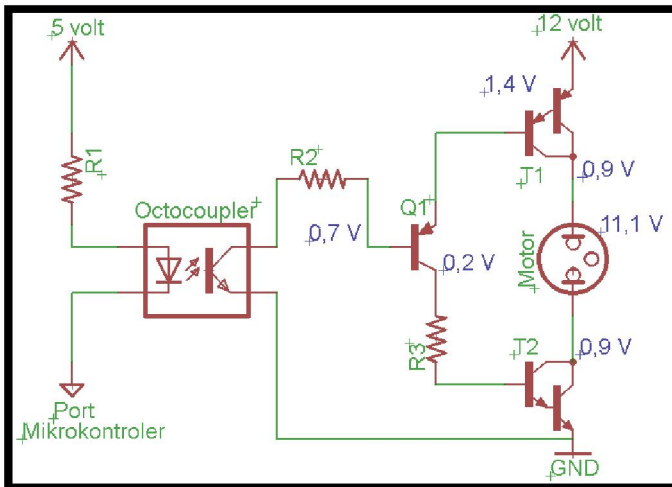 5 volt
12 volt
1,4 V
R1
R2
T1
0,9 V
Octocoupler
Q1
0,7 V
0,2 V
11,1 V
Motor
R3
T2
0,9 V
Port
Mikrokontroler
GND